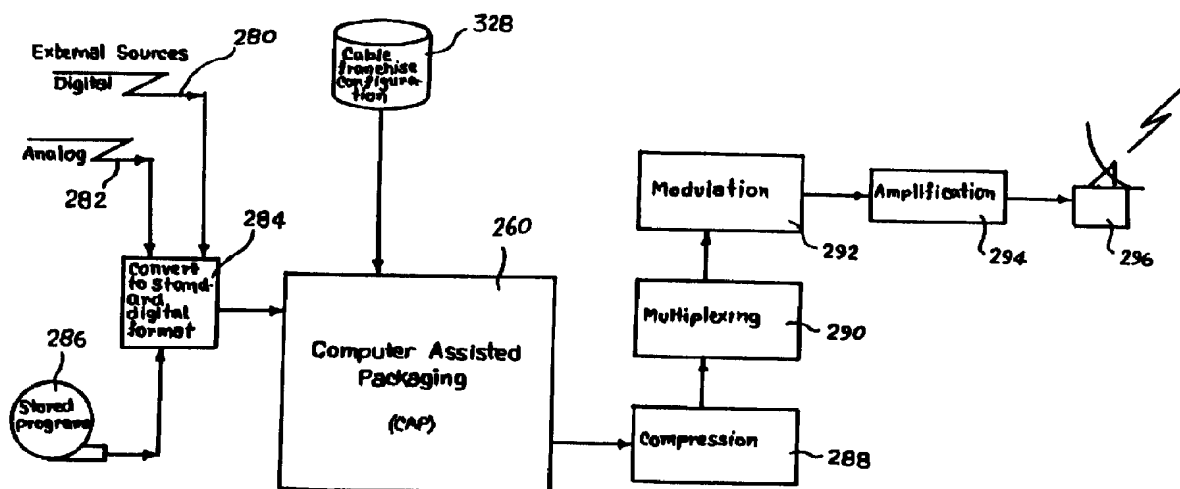 External Sources
280
Digital
Analog
282
328
Cable
franchise
configura-
tion
284
Convert
to stand-
ard
digital
format
286
Stored
programs
260
Computer Assisted
Packaging
(CAP)
Modulation
292
Amplification
294
296
Multiplexing
290
Compression
288